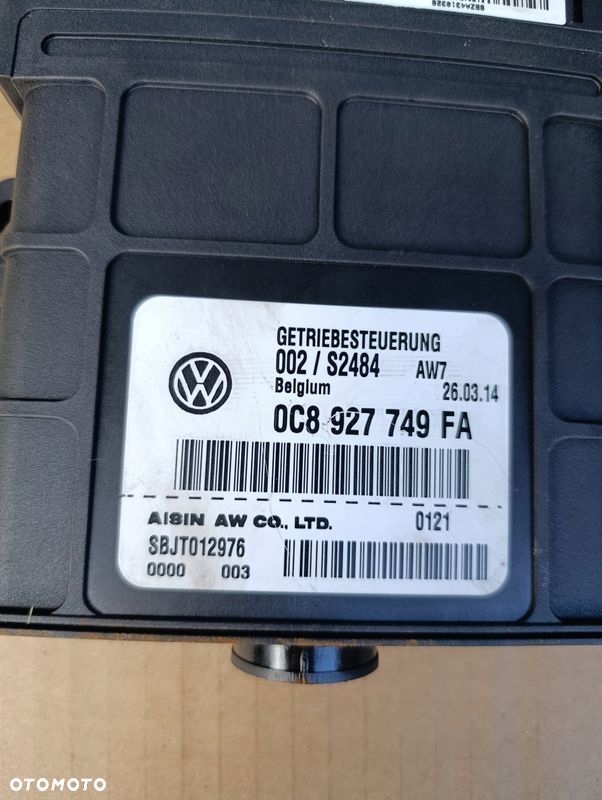 BBZA4310320
GETRIEBESTEUERUNG
002 / S2484 AW7
Belgium 26.03.14
0C8 927 749 FA
AISIN AW CO., LTD. 0121
SBJT012976
0000 003
OTOMOTO